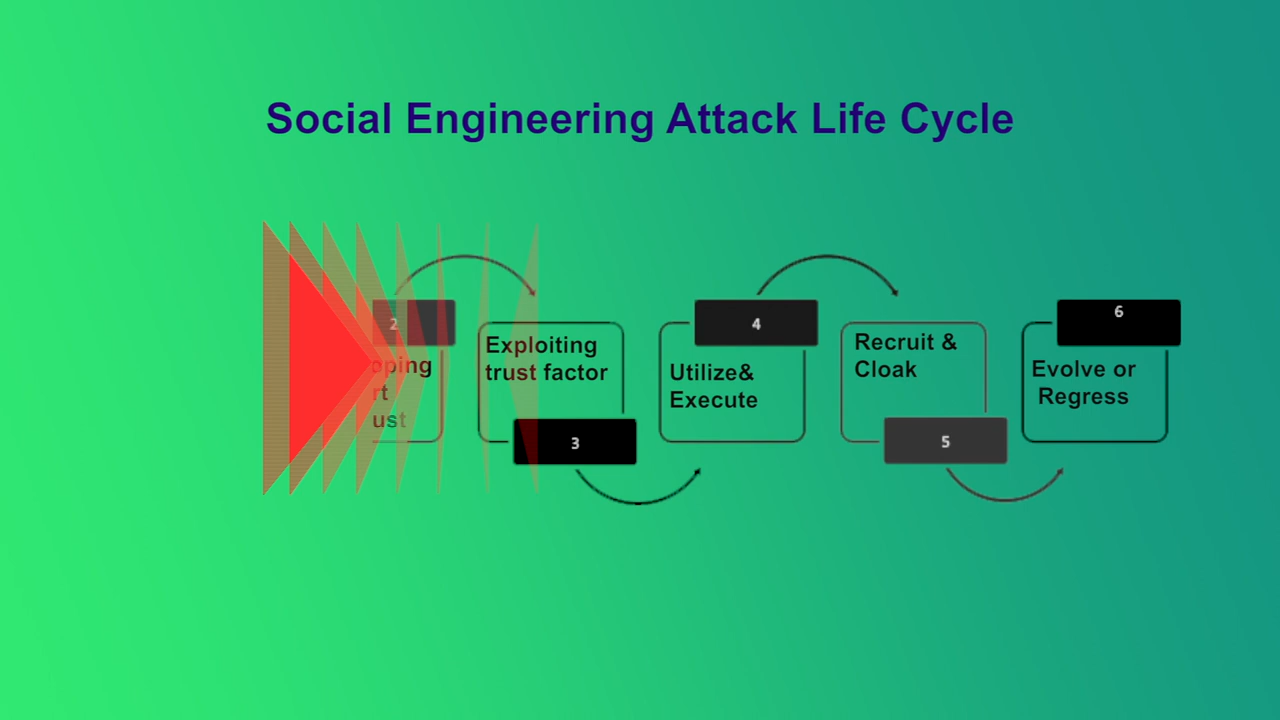 Social Engineering Attack Life Cycle
2
Exploiting
trust factor
3
4
Utilize&
Execute
Recruit &
Cloak
5
6
Evolve or
Regress